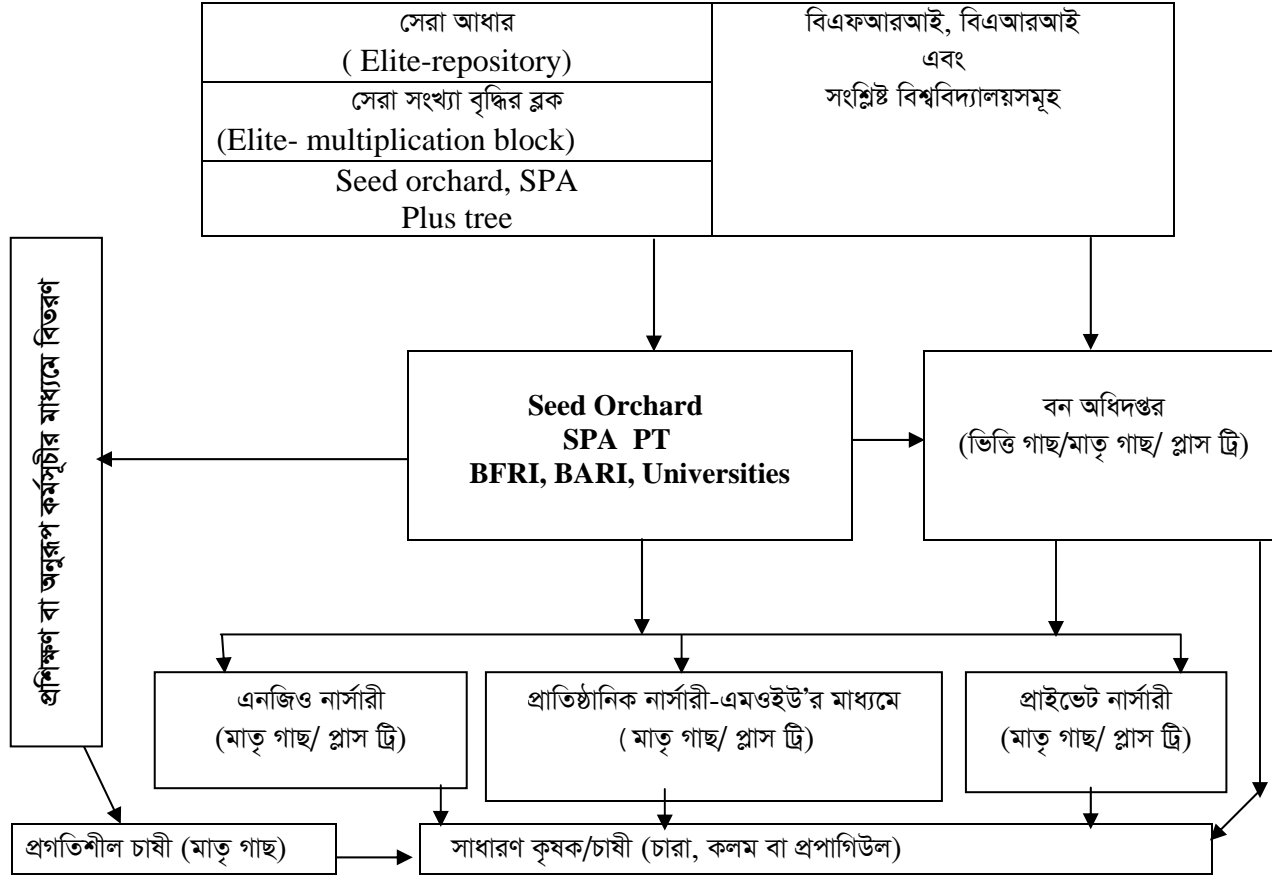 সেরা আধার
( Elite-repository)
সেরা সংখ্যা বৃদ্ধির ব্লক
(Elite- multiplication block)
Seed orchard, SPA
Plus tree
বিএফআরআই, বিএআরআই
এবং
সংশ্লিষ্ট বিশ্ববিদ্যালয়সমূহ
প্রশিক্ষণ বা অনুরূপ কর্মসূচীর মাধ্যমে বিতরণ
Seed Orchard
SPA PT
BFRI, BARI, Universities
বন অধিদপ্তর
(ভিত্তি গাছ/মাতৃ গাছ/ প্লাস ট্রি)
এনজিও নার্সারী
(মাতৃ গাছ/ প্লাস ট্রি)
প্রাতিষ্ঠানিক নার্সারী-এমওইউ’র মাধ্যমে
( মাতৃ গাছ/ প্লাস ট্রি)
প্রাইভেট নার্সারী
(মাতৃ গাছ/ প্লাস ট্রি)
প্রগতিশীল চাষী (মাতৃ গাছ)
সাধারণ কৃষক/চাষী (চারা, কলম বা প্রপাগিউল)